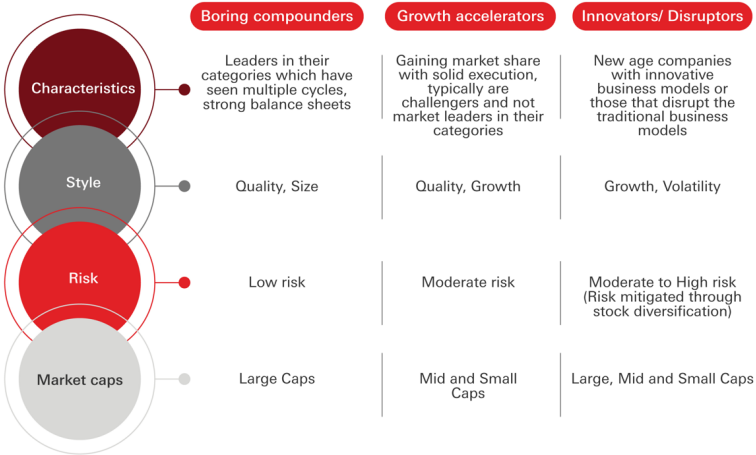 Boring compounders
Growth accelerators
Innovators/ Disruptors
Characteristics
Leaders in their
categories which have
seen multiple cycles,
strong balance sheets
Gaining market share
with solid execution,
typically are
challengers and not
market leaders in their
categories
New age companies
with innovative
business models or
those that disrupt the
traditional business
models
Style
Quality, Size
Quality, Growth
Growth, Volatility
Risk
Low risk
Moderate risk
Moderate to High risk
(Risk mitigated through
stock diversification)
Market caps
Large Caps
Mid and Small
Caps
Large, Mid and Small Caps